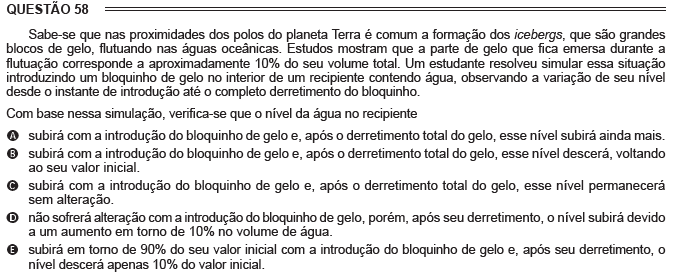 QUESTÃO 58
Sabe-se que nas proximidades dos polos do planeta Terra é comum a formação dos icebergs, que são grandes
blocos de gelo, flutuando nas águas oceânicas. Estudos mostram que a parte de gelo que fica emersa durante a
flutuação corresponde a aproximadamente 10% do seu volume total. Um estudante resolveu simular essa situação
introduzindo um bloquinho de gelo no interior de um recipiente contendo água, observando a variação de seu nível
desde o instante de introdução até o completo derretimento do bloquinho.
Com base nessa simulação, verifica-se que o nível da água no recipiente
A subirá com a introdução do bloquinho de gelo e, após o derretimento total do gelo, esse nível subirá ainda mais.
B subirá com a introdução do bloquinho de gelo e, após o derretimento total do gelo, esse nível descerá, voltando
ao seu valor inicial.
C subirá com a introdução do bloquinho de gelo e, após o derretimento total do gelo, esse nível permanecerá
sem alteração.
D não sofrerá alteração com a introdução do bloquinho de gelo, porém, após seu derretimento, o nível subirá devido
a um aumento em torno de 10% no volume de água.
E subirá em torno de 90% do seu valor inicial com a introdução do bloquinho de gelo e, após seu derretimento, o
nível descerá apenas 10% do valor inicial.